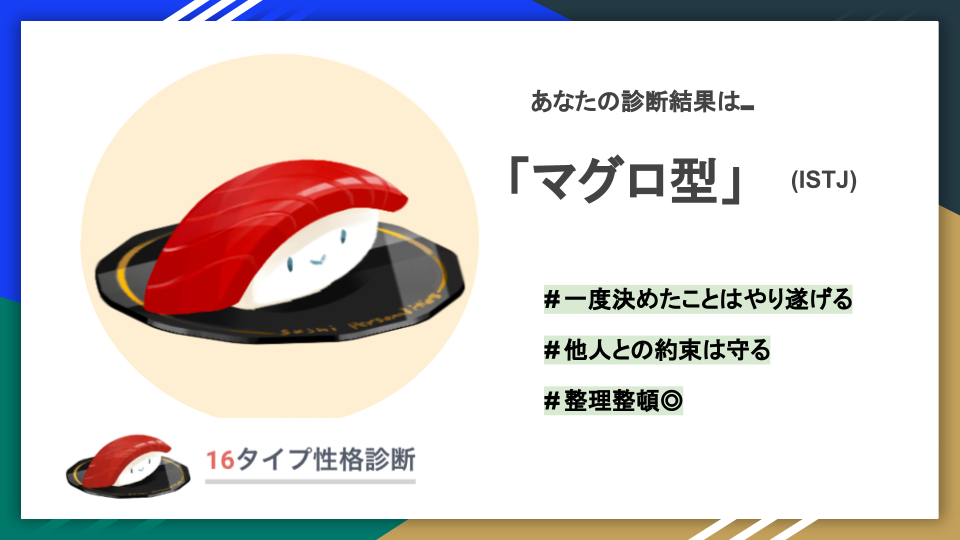 あなたの診断結果は...
「マグロ型」 (ISTJ)
#一度決めたことはやり遂げる
#他人との約束は守る
#整理整頓◎
Sushi Personalities
16タイプ性格診断